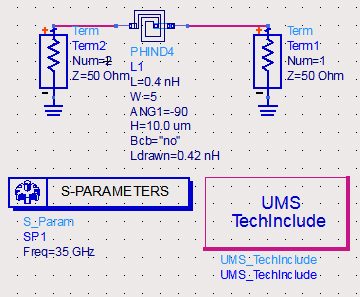 Term
Term2
Num=2
Z=50 Ohm
PHIND4
L1
L=0.4 nH
W=5
ANG1=-90
H=10.0 um
Bcb="no"
Ldrawn=0.42 nH
Term
Term1
Num=1
Z=50 Ohm
S-PARAMETERS
S_Param
SP1
Freq=35 GHz
UMS
TechInclude
UMS_TechInclude
UMS_TechInclude